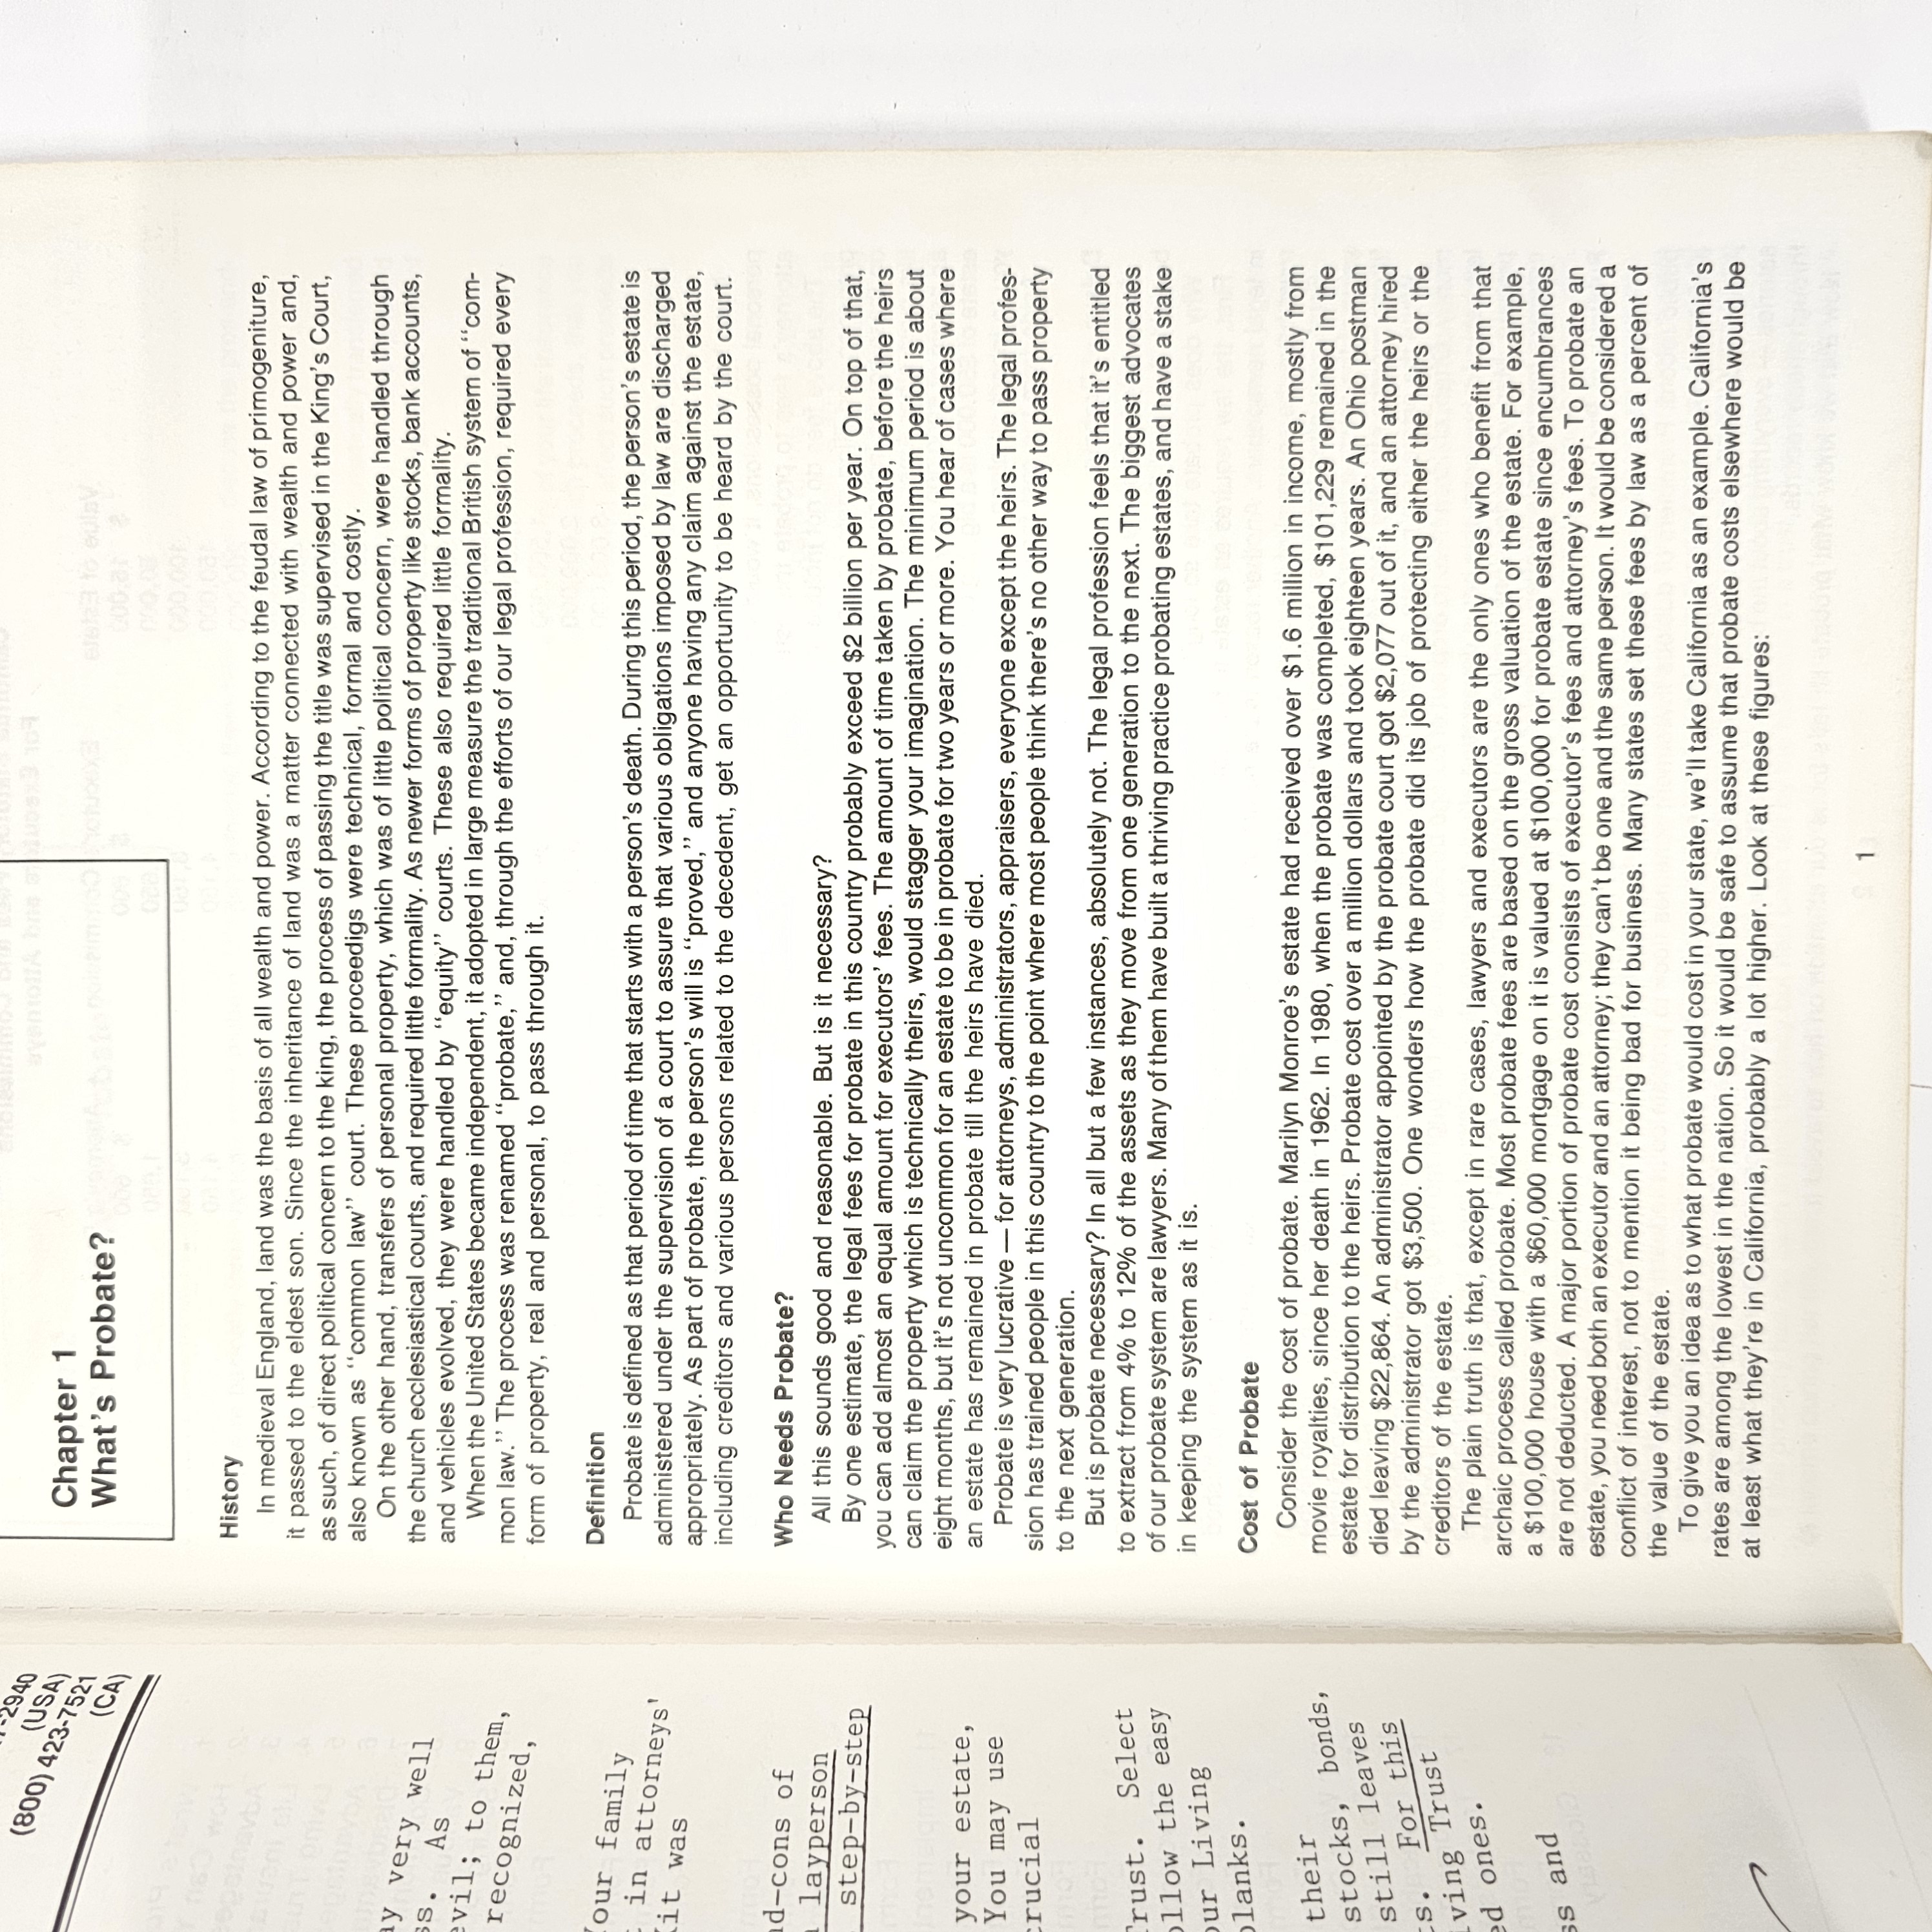 -2940
(USA)
(800) 423-7521
(CA)
very well
As
to them,
recognized,
family
in attorneys'
was
of
layperson
step-by-step
your estate,
You may use
Select
the easy
Living
their
stocks, bonds,
still leaves
For this
Trust
ones.
and
Chapter 1
What's Probate?
History
In medieval England, land was the basis of all wealth and power. According to the feudal law of primogeniture,
it passed to the eldest son. Since the inheritance of land was a matter connected with wealth and power and,
as such, of direct political concern to the king, the process of passing the title was supervised in the King's Court,
also known as “common law” court. These proceedigs were technical, formal and costly.
On the other hand, transfers of personal property, which was of little political concern, were handled through
the church ecclesiastical courts, and required little formality. As newer forms of property like stocks, bank accounts,
and vehicles evolved, they were handled by “equity” courts. These also required little formality.
When the United States became independent, it adopted in large measure the traditional British system of “com-
mon law.” The process was renamed “probate,” and, through the efforts of our legal profession, required every
form of property, real and personal, to pass through it.
Definition
Probate is defined as that period of time that starts with a person's death. During this period, the person's estate is
administered under the supervision of a court to assure that various obligations imposed by law are discharged
appropriately. As part of probate, the person's will is “proved,” and anyone having any claim against the estate,
including creditors and various persons related to the decedent, get an opportunity to be heard by the court.
Who Needs Probate?
All this sounds good and reasonable. But is it necessary?
By one estimate, the legal fees for probate in this country probably exceed $2 billion per year. On top of that,
you can add almost an equal amount for executors' fees. The amount of time taken by probate, before the heirs
can claim the property which is technically theirs, would stagger your imagination. The minimum period is about
eight months, but it's not uncommon for an estate to be in probate for two years or more. You hear of cases where
an estate has remained in probate till the heirs have died.
Probate is very lucrative — for attorneys, administrators, appraisers, everyone except the heirs. The legal profes-
sion has trained people in this country to the point where most people think there's no other way to pass property
to the next generation.
But is probate necessary? In all but a few instances, absolutely not. The legal profession feels that it's entitled
to extract from 4% to 12% of the assets as they move from one generation to the next. The biggest advocates
of our probate system are lawyers. Many of them have built a thriving practice probating estates, and have a stake
in keeping the system as it is.
Cost of Probate
Consider the cost of probate. Marilyn Monroe's estate had received over $1.6 million in income, mostly from
movie royalties, since her death in 1962. In 1980, when the probate was completed, $101,229 remained in the
estate for distribution to the heirs. Probate cost over a million dollars and took eighteen years. An Ohio postman
died leaving $22,864. An administrator appointed by the probate court got $2,077 out of it, and an attorney hired
by the administrator got $3,500. One wonders how the probate did its job of protecting either the heirs or the
creditors of the estate.
The plain truth is that, except in rare cases, lawyers and executors are the only ones who benefit from that
archaic process called probate. Most probate fees are based on the gross valuation of the estate. For example,
a $100,000 house with a $60,000 mortgage on it is valued at $100,000 for probate estate since encumbrances
are not deducted. A major portion of probate cost consists of executor's fees and attorney's fees. To probate an
estate, you need both an executor and an attorney; they can't be one and the same person. It would be considered a
conflict of interest, not to mention it being bad for business. Many states set these fees by law as a percent of
the value of the estate.
To give you an idea as to what probate would cost in your state, we'll take California as an example. California's
rates are among the lowest in the nation. So it would be safe to assume that probate costs elsewhere would be
at least what they're in California, probably a lot higher. Look at these figures:
1